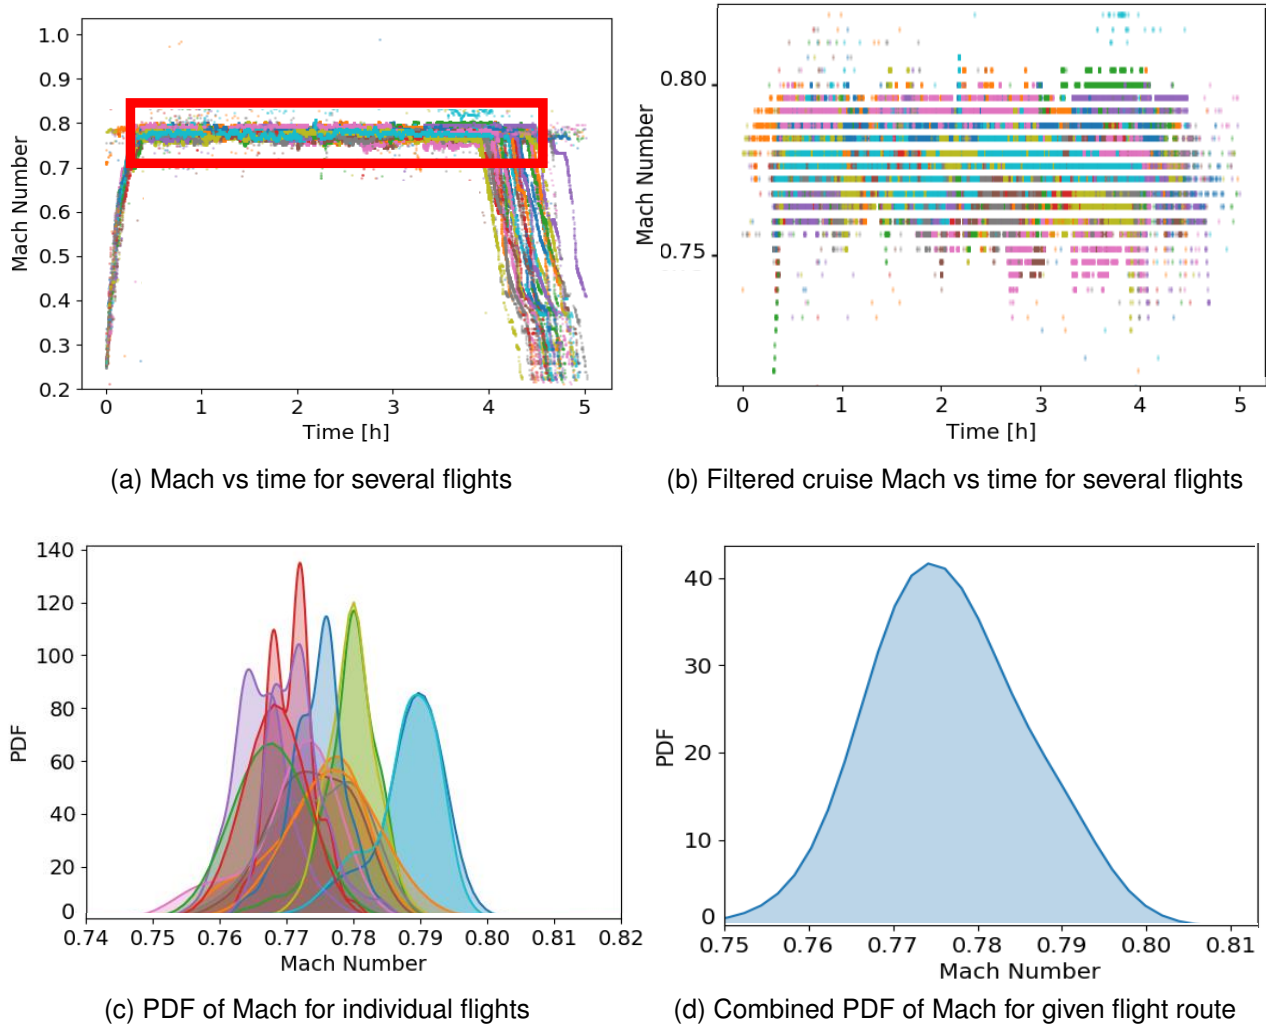 1.0
0.9
0.8
0.7
0.6
0.5
0.4
0.3
0.2
Mach Number
0 1 2 3 4 5
Time [h]
(a) Mach vs time for several flights
0.80
0.75
Mach Number
0 1 2 3 4 5
Time [h]
(b) Filtered cruise Mach vs time for several flights
140
120
100
80
60
40
20
0
PDF
0.74 0.75 0.76 0.77 0.78 0.79 0.80 0.81 0.82
Mach Number
(c) PDF of Mach for individual flights
40
30
20
10
0
PDF
0.75 0.76 0.77 0.78 0.79 0.80 0.81
Mach Number
(d) Combined PDF of Mach for given flight route